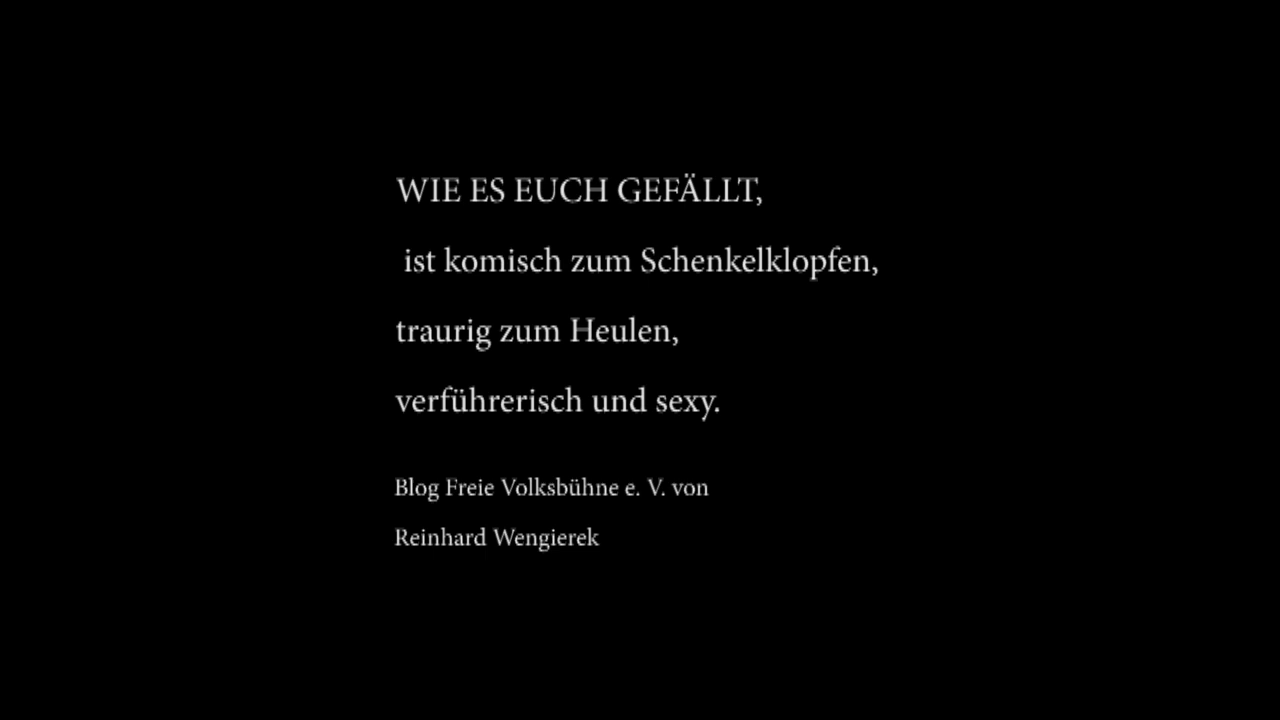 WIE ES EUCH GEFÄLLT,
ist komisch zum Schenkelklopfen,
traurig zum Heulen,
verführerisch und sexy.
Blog Freie Volksbühne e. V. von
Reinhard Wengierek